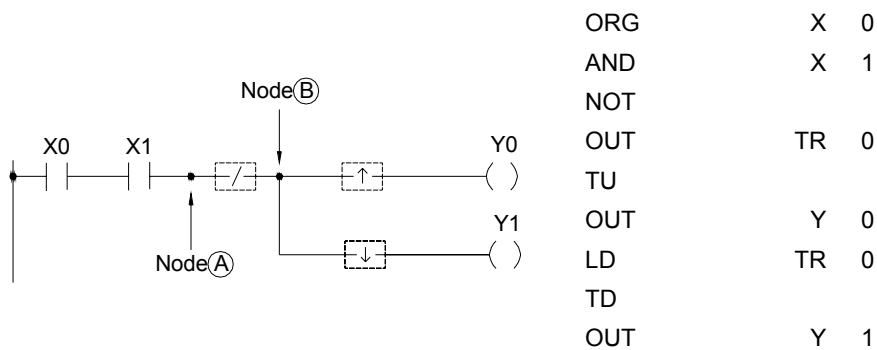 Node B
X0 X1 Y0
Y1
Node A
ORG X 0
AND X 1
NOT
OUT TR 0
TU
OUT Y 0
LD TR 0
TD
OUT Y 1